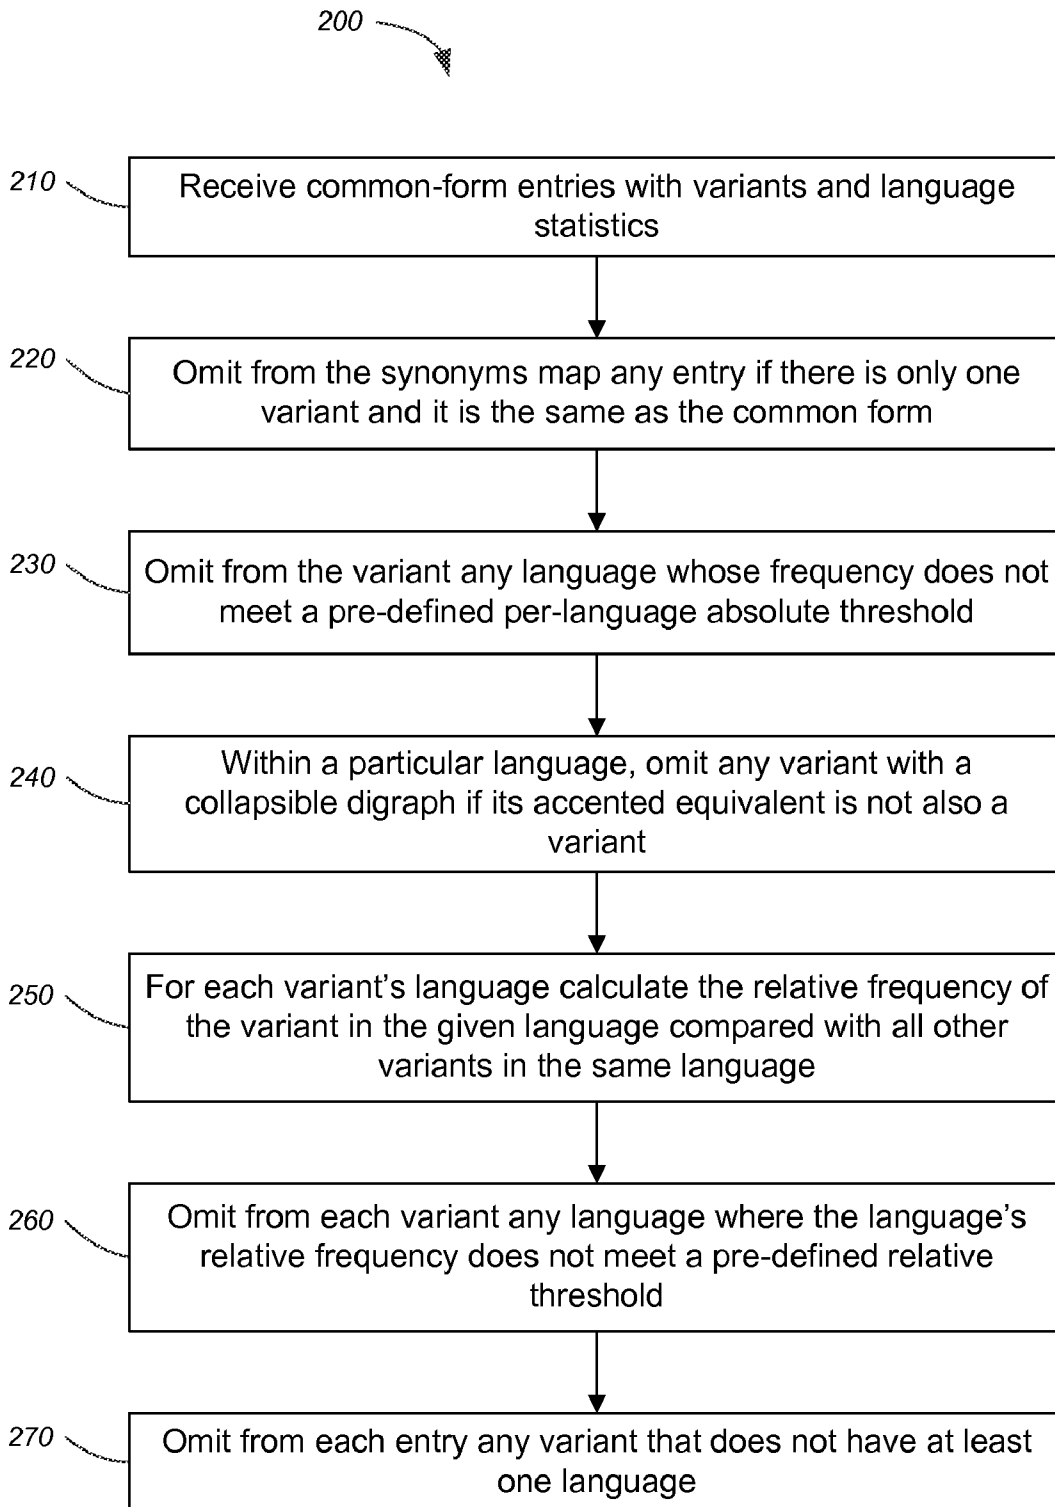 200
210
Receive common-form entries with variants and language
statistics
220
Omit from the synonyms map any entry if there is only one
variant and it is the same as the common form
230
Omit from the variant any language whose frequency does not
meet a pre-defined per-language absolute threshold
240
Within a particular language, omit any variant with a
collapsible digraph if its accented equivalent is not also a
variant
250
For each variant’s language calculate the relative frequency of
the variant in the given language compared with all other
variants in the same language
260
Omit from each variant any language where the language’s
relative frequency does not meet a pre-defined relative
threshold
270
Omit from each entry any variant that does not have at least
one language